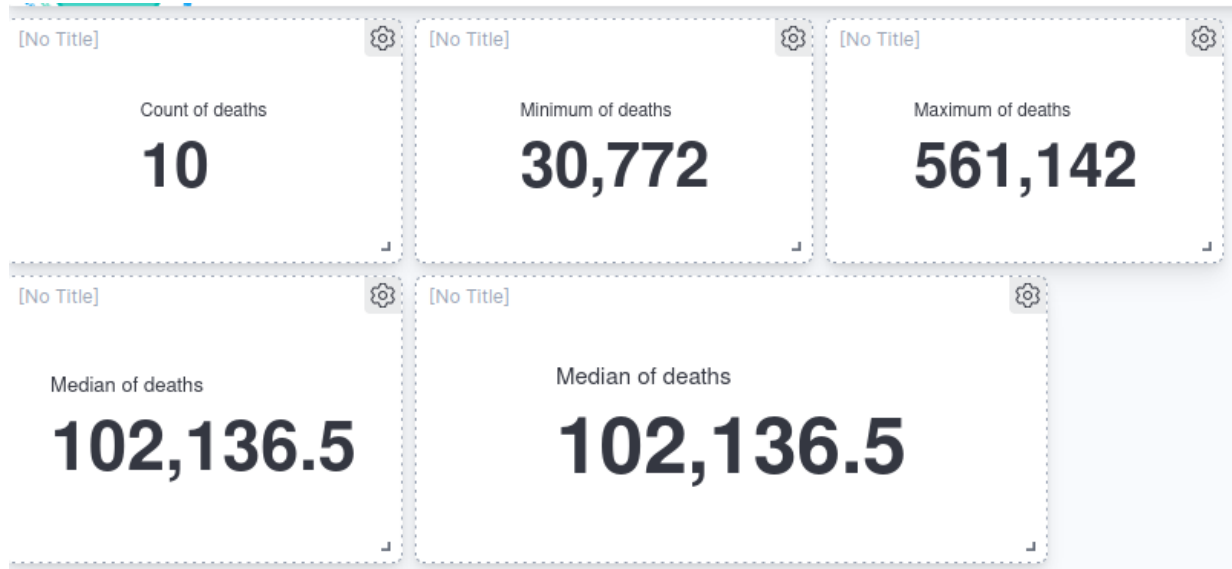 [No Title]
Count of deaths
10
[No Title]
Minimum of deaths
30,772
[No Title]
Maximum of deaths
561,142
[No Title]
Median of deaths
102,136.5
[No Title]
Median of deaths
102,136.5